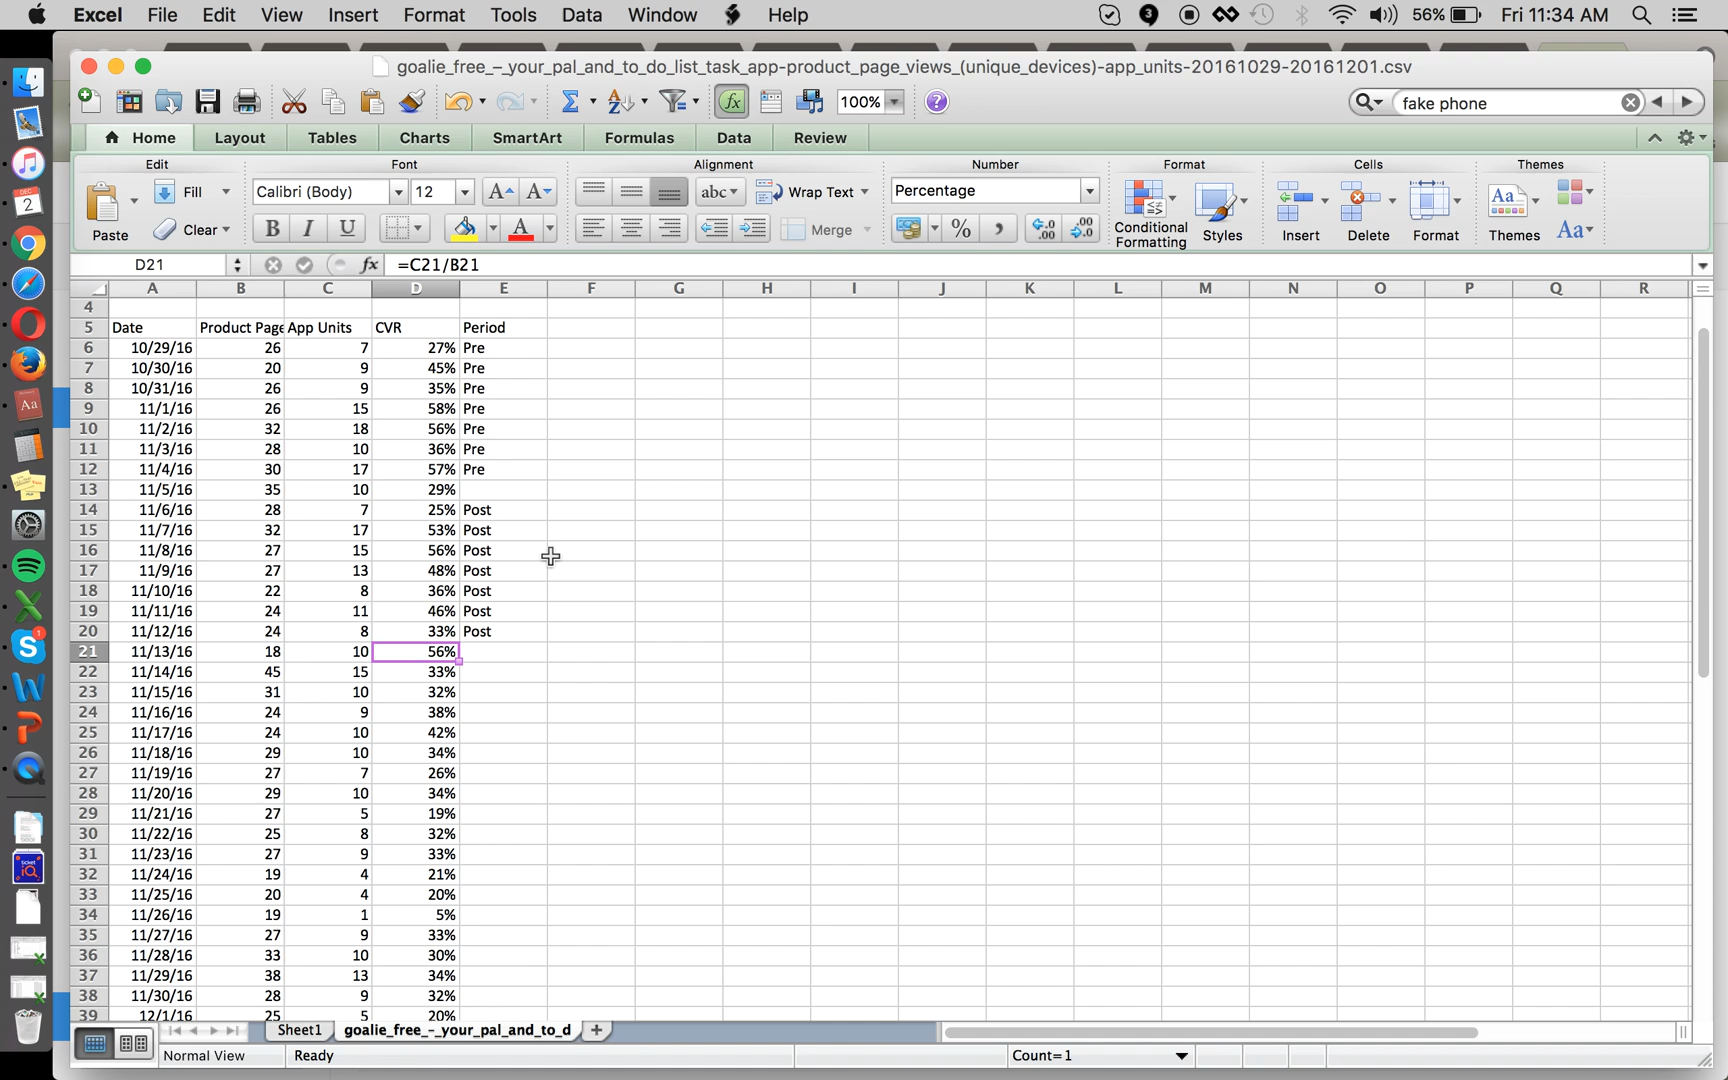 Excel File Edit View Insert Format Tools Data Window Help 3 56% Fri 11:34 AM
goalie_free_–_your_pal_and_to_do_list_task_app-product_page_views_(unique_devices)-app_units-20161029-20161201.csv
100% fake phone
Home Layout Tables Charts SmartArt Formulas Data Review
Edit Font Alignment Number Format Cells Themes
Fill Calibri (Body) 12 abc Wrap Text Percentage
Paste Clear B I U A Merge % Conditional Formatting Styles Insert Delete Format Themes Aa
D21 fx =C21/B21
A B C D E F G H I J K L M N O P Q R
4
5 Date Product Page App Units CVR Period
6 10/29/16 26 7 27% Pre
7 10/30/16 20 9 45% Pre
8 10/31/16 26 9 35% Pre
9 11/1/16 26 15 58% Pre
10 11/2/16 32 18 56% Pre
11 11/3/16 28 10 36% Pre
12 11/4/16 30 17 57% Pre
13 11/5/16 35 10 29%
14 11/6/16 28 7 25% Post
15 11/7/16 32 17 53% Post
16 11/8/16 27 15 56% Post
17 11/9/16 27 13 48% Post
18 11/10/16 22 8 36% Post
19 11/11/16 24 11 46% Post
20 11/12/16 24 8 33% Post
21 11/13/16 18 10 56%
22 11/14/16 45 15 33%
23 11/15/16 31 10 32%
24 11/16/16 24 9 38%
25 11/17/16 24 10 42%
26 11/18/16 29 10 34%
27 11/19/16 27 7 26%
28 11/20/16 29 10 34%
29 11/21/16 27 5 19%
30 11/22/16 25 8 32%
31 11/23/16 27 9 33%
32 11/24/16 19 4 21%
33 11/25/16 20 4 20%
34 11/26/16 19 1 5%
35 11/27/16 27 9 33%
36 11/28/16 33 10 30%
37 11/29/16 38 13 34%
38 11/30/16 28 9 32%
39 12/1/16 25 5 20%
Sheet1 goalie_free_-_your_pal_and_to_d
Normal View Ready Count=1